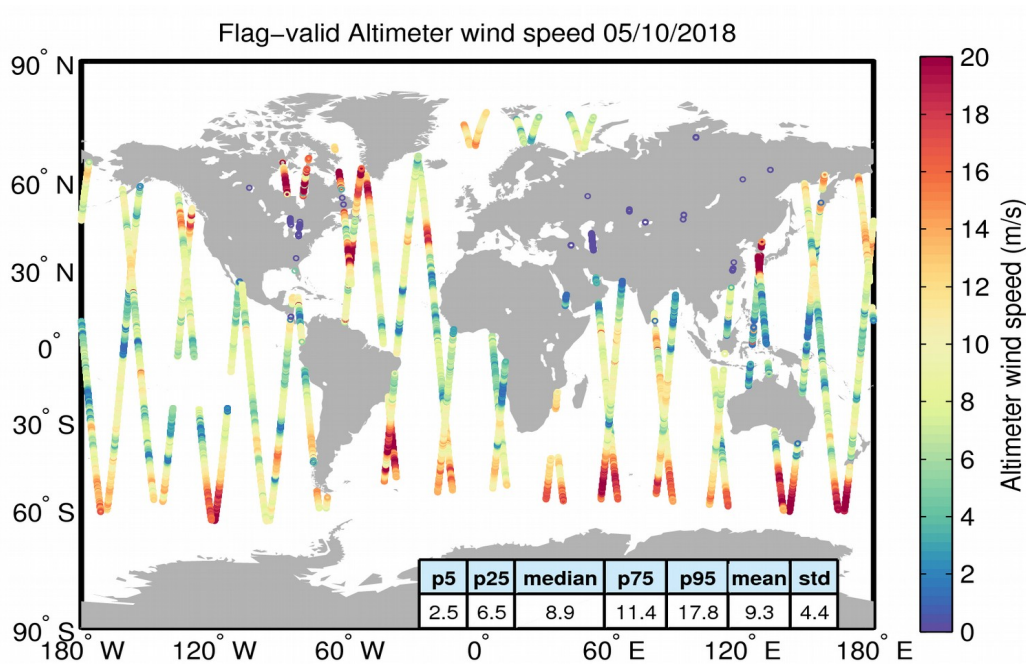 Flag-valid Altimeter wind speed 05/10/2018
90° N
60° N
30° N
0°
30° S
60° S
90° S
180° W
120° W
60° W
0°
60° E
120° E
180° E
20
18
16
14
12
10
8
6
4
2
0
Altimeter wind speed (m/s)
p5 p25 median p75 p95 mean std
2.5 6.5 8.9 11.4 17.8 9.3 4.4